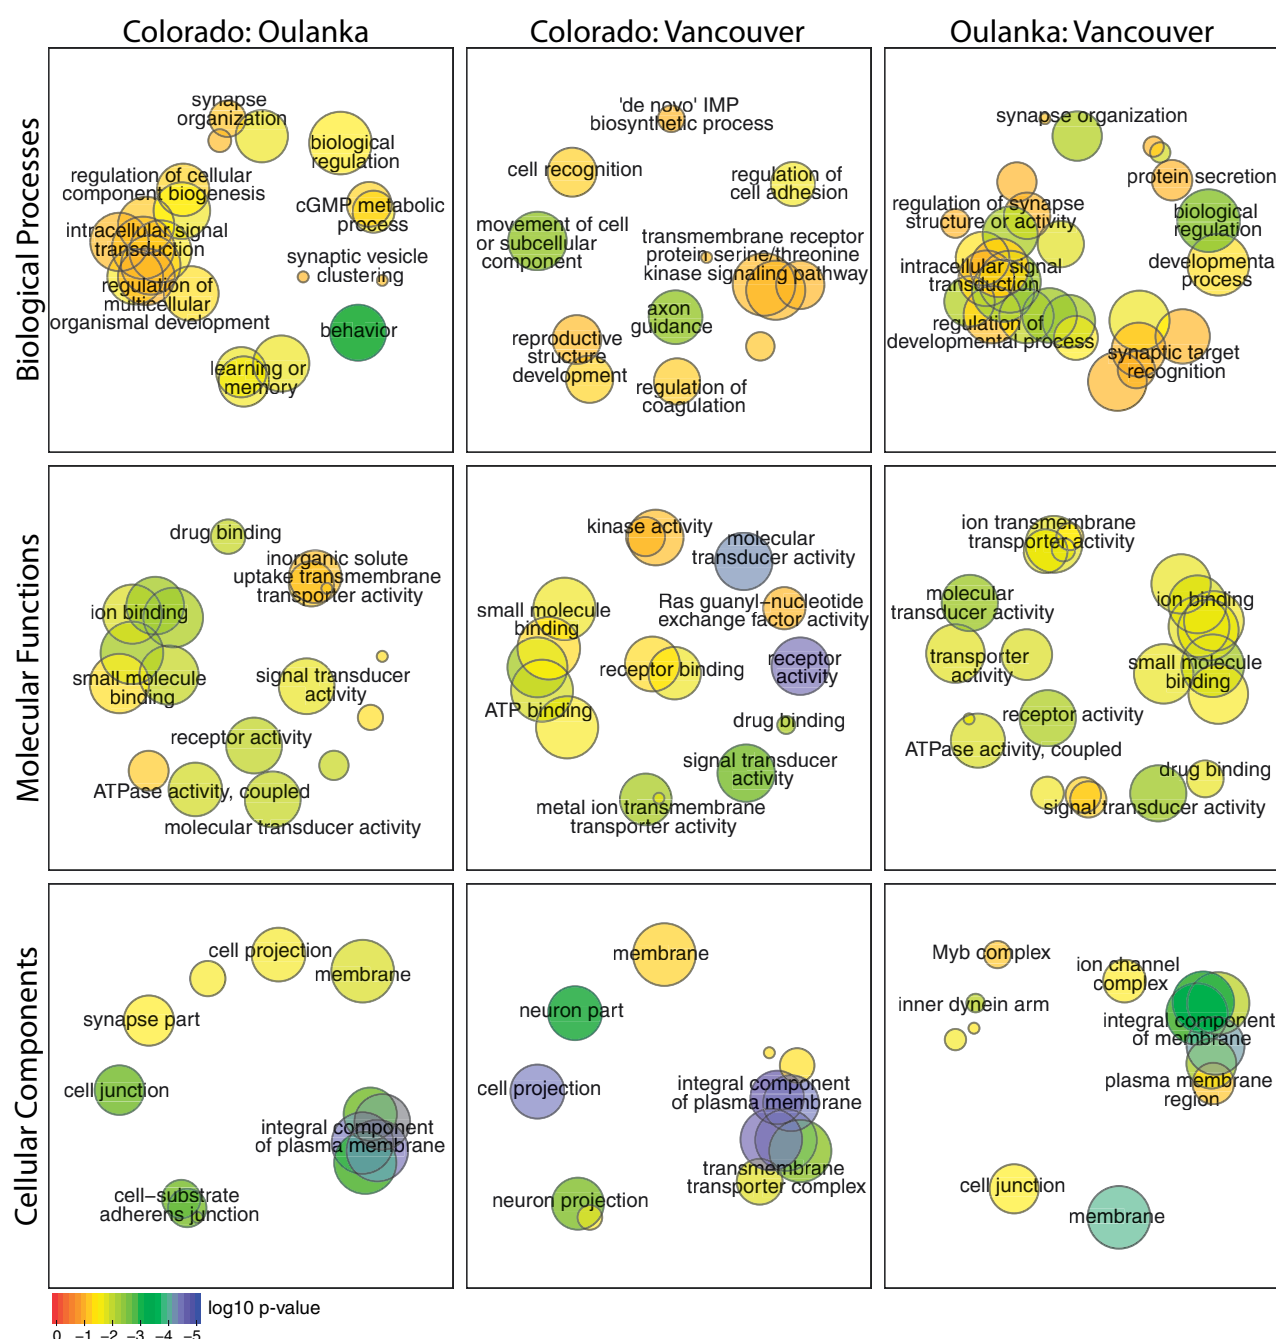 Colorado: Oulanka
Colorado: Vancouver
Oulanka: Vancouver
Biological Processes
synapse
organization
biological
regulation
regulation of cellular
component biogenesis
cGMP metabolic
process
intracellular signal
transduction
synaptic vesicle
clustering
regulation of
multicellular
organismal development
behavior
learning or
memory
'de novo' IMP
biosynthetic process
cell recognition
regulation of
cell adhesion
movement of cell
or subcellular
component
transmembrane receptor
protein serine/threonine
kinase signaling pathway
axon
guidance
reproductive
structure
development
regulation of
coagulation
synapse organization
protein secretion
regulation of synapse
structure or activity
biological
regulation
intracellular signal
transduction
developmenta
process
regulation of
developmental process
synaptic target
recognition
Molecular Functions
drug binding
inorganic solute
uptake transmembrane
transporter activity
ion binding
small molecule
binding
signal transducer
activity
receptor activity
ATPase activity, coupled
molecular transducer activity
kinase activity
molecular
transducer activity
small molecule
binding
Ras guanyl−nucleotide
exchange factor activity
receptor binding
receptor
activity
ATP binding
drug binding
signal transducer
activity
metal ion transmembrane
transporter activity
ion transmembrane
transporter activity
molecular
transducer activity
ion binding
transporter
activity
small molecule
binding
receptor activity
ATPase activity, coupled
drug binding
signal transducer activity
Cellular Components
cell projection
membrane
synapse part
cell junction
integral component
of plasma membrane
cell−substrate
adherens junction
membrane
neuron part
cell projection
integral component
of plasma membrane
transmembrane
transporter complex
neuron projection
Myb complex
ion channel
complex
inner dynein arm
integral component
of membrane
plasma membrane
region
cell junction
membrane
log10 p-value
0 −1 −2 −3 −4 −5